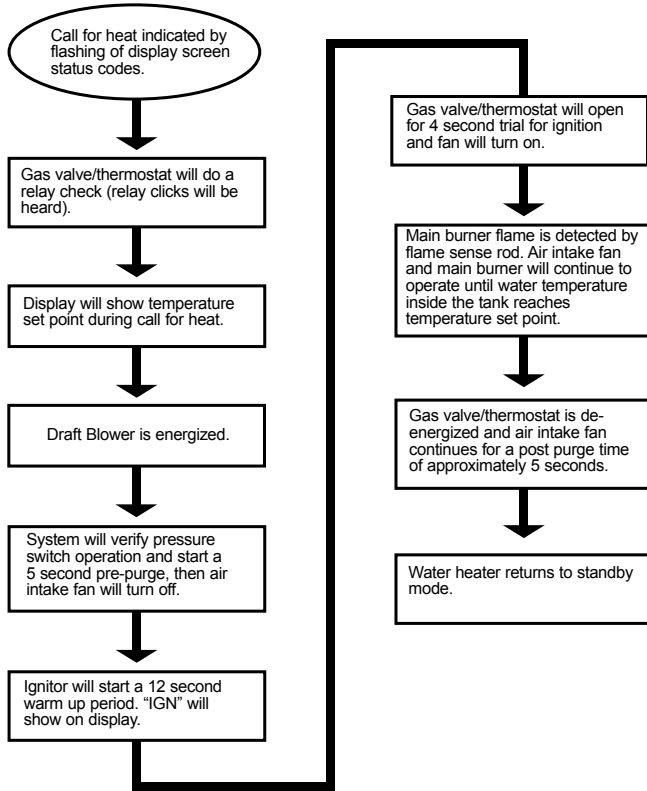 Call for heat indicated by
flashing of display screen
status codes.
Gas valve/thermostat will do a
relay check (relay clicks will be
heard).
Display will show temperature
set point during call for heat.
Draft Blower is energized.
System will verify pressure
switch operation and start a
5 second pre-purge, then air
intake fan will turn off.
Ignitor will start a 12 second
warm up period. “IGN” will
show on display.
Gas valve/thermostat will open
for 4 second trial for ignition
and fan will turn on.
Main burner flame is detected by
flame sense rod. Air intake fan
and main burner will continue to
operate until water temperature
inside the tank reaches
temperature set point.
Gas valve/thermostat is de-
energized and air intake fan
continues for a post purge time
of approximately 5 seconds.
Water heater returns to standby
mode.